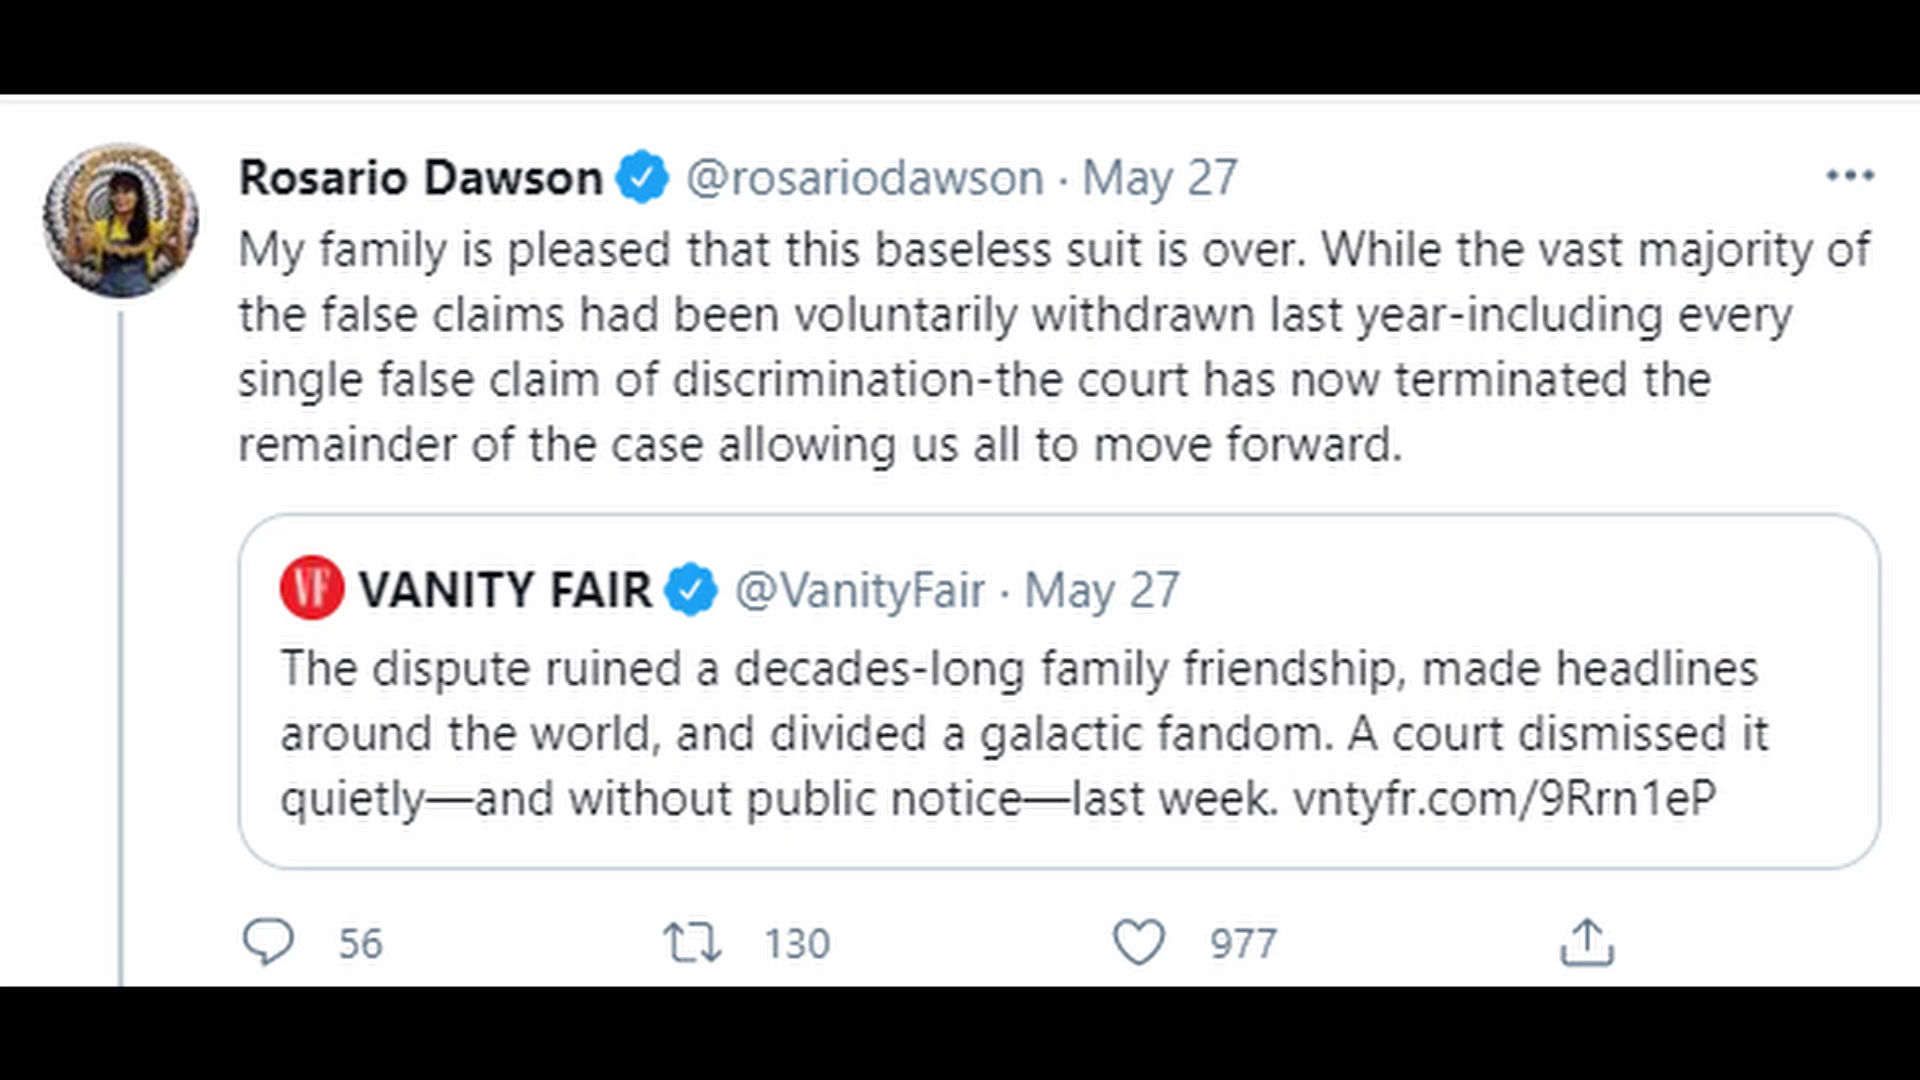 Rosario Dawson @rosariodawson · May 27
My family is pleased that this baseless suit is over. While the vast majority of
the false claims had been voluntarily withdrawn last year-including every
single false claim of discrimination-the court has now terminated the
remainder of the case allowing us all to move forward.
VF VANITY FAIR @VanityFair · May 27
The dispute ruined a decades-long family friendship, made headlines
around the world, and divided a galactic fandom. A court dismissed it
quietly—and without public notice—last week. vntyfr.com/9Rrn1eP
56 130 977